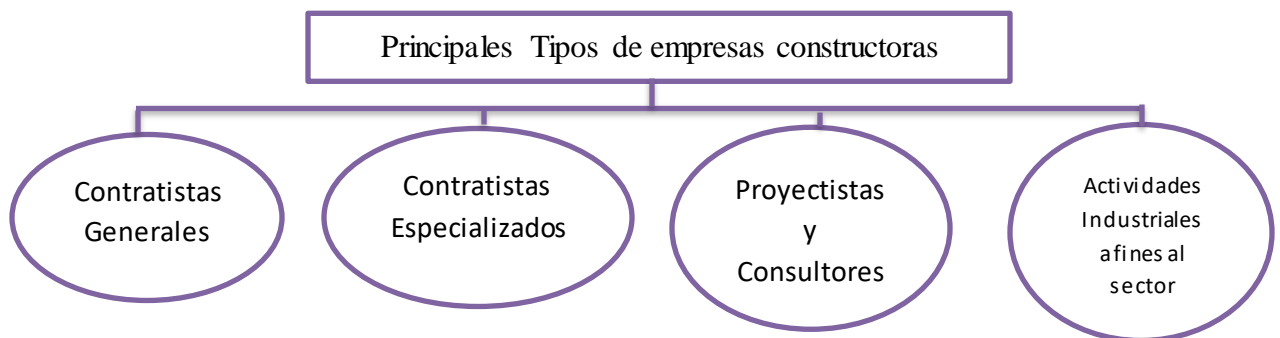 Principales Tipos de empresas constructoras
Contratistas
Generales
Contratistas
Especializados
Proyectistas
y
Consultores
Actividades
Industriales
afines al
sector